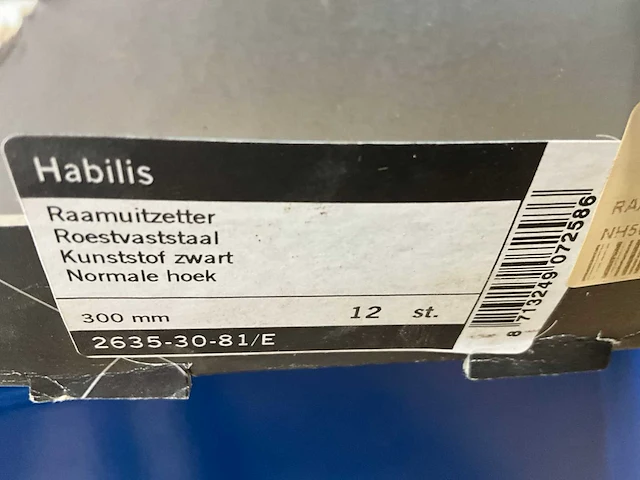 Habilis
Raamuitzetter
Roestvaststaal
Kunststof zwart
Normale hoek
300 mm 12 st.
2635-30-81/E
8 713249 072586